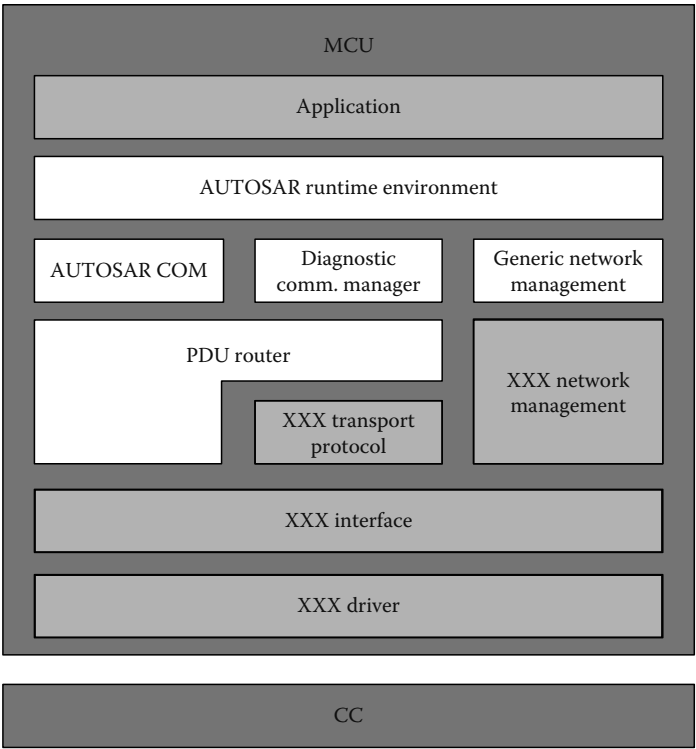 MCU
Application
AUTOSAR runtime environment
AUTOSAR COM
Diagnostic
comm. manager
Generic network
management
PDU router
XXX network
management
XXX transport
protocol
XXX interface
XXX driver
CC